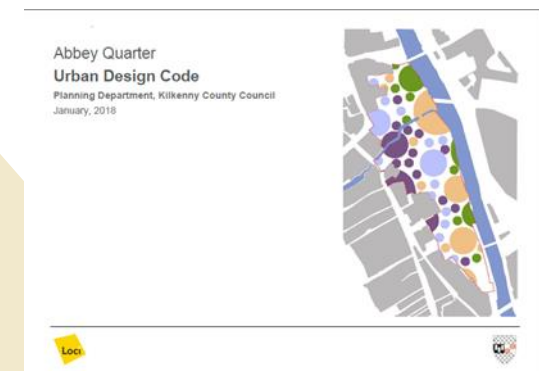 Abbey Quarter
Urban Design Code
Planning Department, Kilkenny County Council
January, 2018
Loci